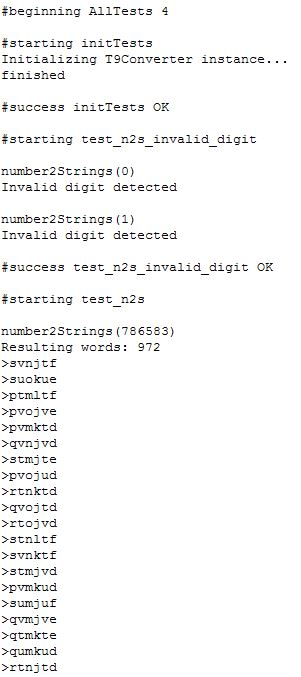 #beginning AllTests 4
#starting initTests
Initializing T9Converter instance...
finished
#success initTests OK
#starting test_n2s_invalid_digit
number2Strings(0)
Invalid digit detected
number2Strings(1)
Invalid digit detected
#success test_n2s_invalid_digit OK
#starting test_n2s
number2Strings(786583)
Resulting words: 972
>svnjtf
>suokue
>ptmltf
>pvojve
>pvmktd
>qvnjvd
>stmjte
>pvojud
>rtnktd
>qvojtd
>rtojvd
>stnltf
>svnktf
>stmjvd
>pvmkud
>sumjuf
>qvmjve
>qtmkte
>qumkud
>rtnjtd